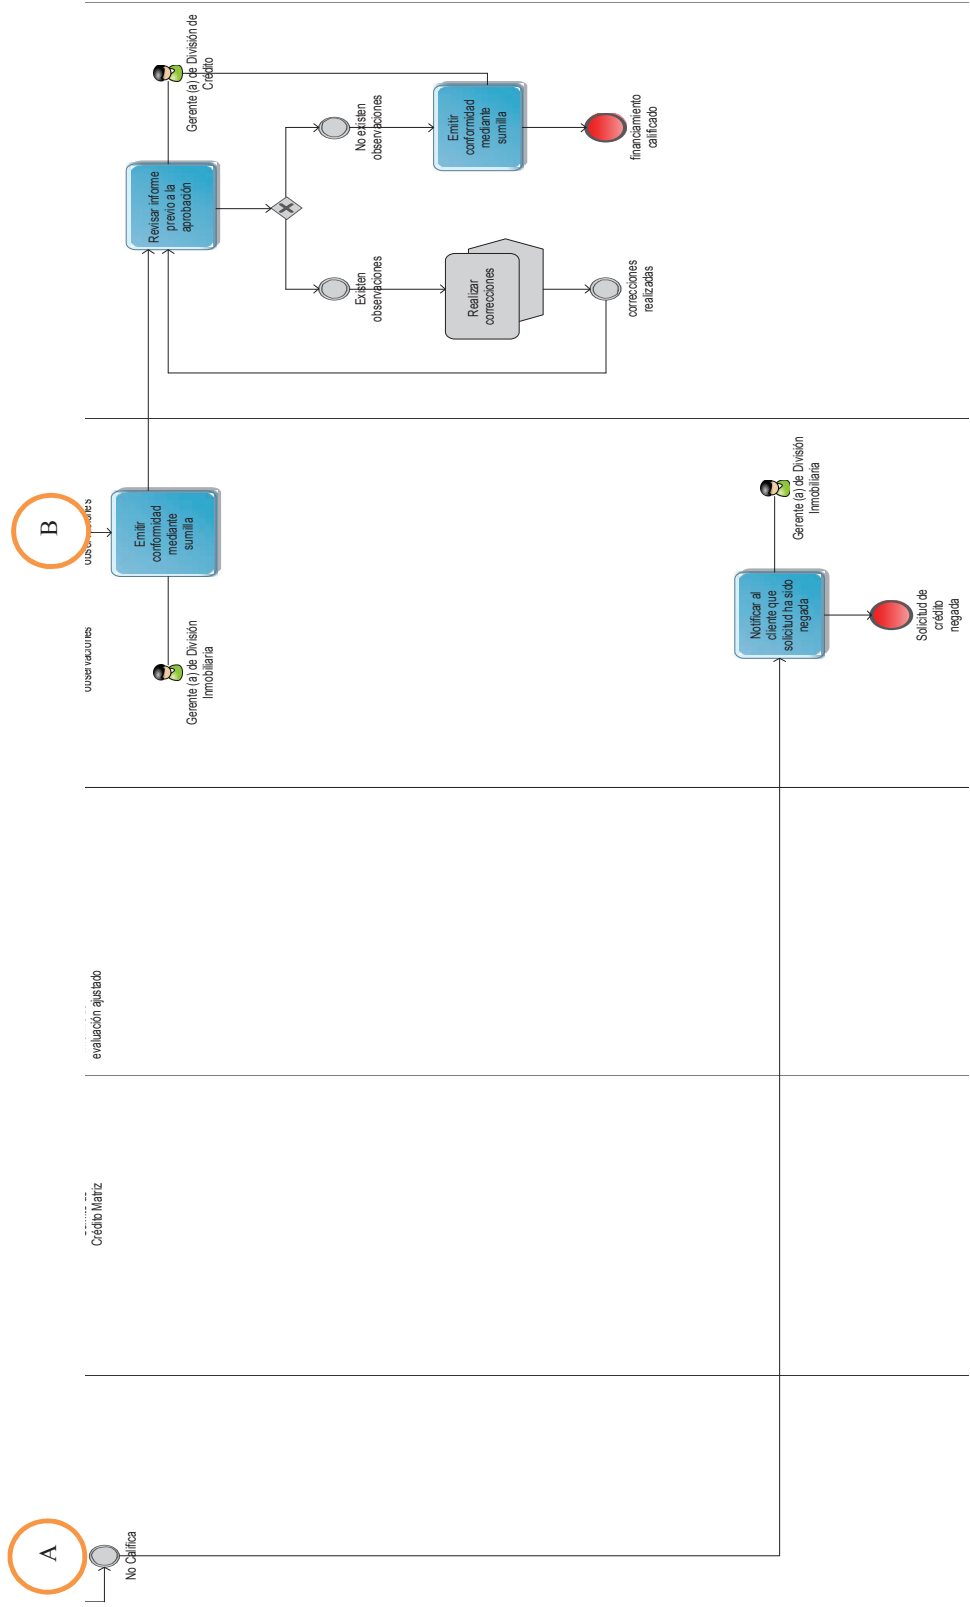 A
No Califica
Crédito Matriz
evaluación ajustado
observaciones
B
Emitir
conformidad
mediante
sumilla
Gerente (a) de División
Inmobiliaria
Notificar al
cliente que
solicitud ha sido
negada
Gerente (a) de División
Inmobiliaria
Solicitud de
crédito
negada
Revisar informe
previo a la
aprobación
Gerente (a) de División de
Crédito
Existen
observaciones
No existen
observaciones
Realizar
correcciones
correcciones
realizadas
Emitir
conformidad
mediante
sumilla
financiamiento
calificado